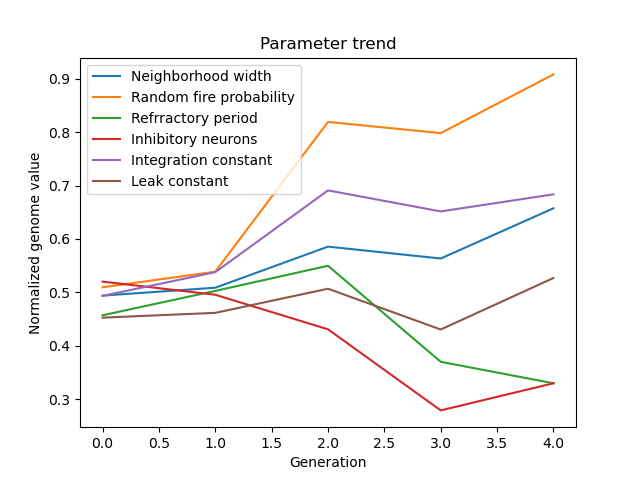 Parameter trend
Neighborhood width
Random fire probability
Refrractory period
Inhibitory neurons
Integration constant
Leak constant
Normalized genome value
0.9
0.8
0.7
0.6
0.5
0.4
0.3
0.0 0.5 1.0 1.5 2.0 2.5 3.0 3.5 4.0
Generation